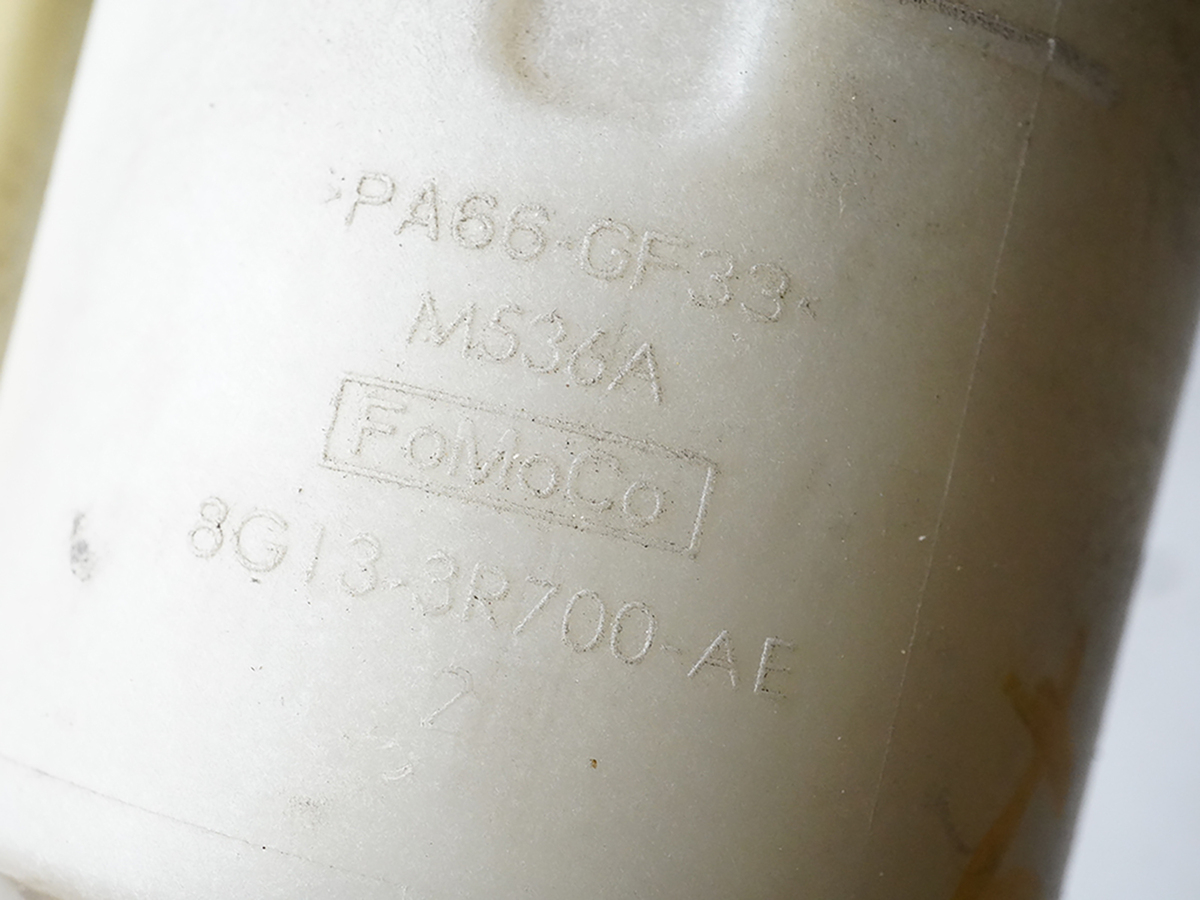 >PA66-GF33<
M536A
FoMoCo
8G13-3R700-AE
2